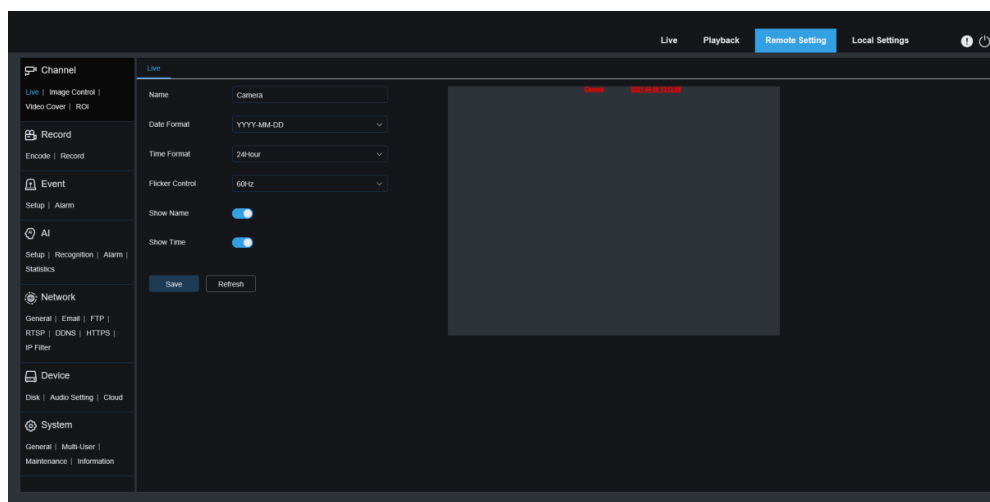 Live Playback Remote Setting Local Settings
Channel
Live | Image Control |
Video Cover | ROI
Record
Encode | Record
Event
Setup | Alarm
AI
Setup | Recognition | Alarm |
Statistics
Network
General | Email | FTP |
RTSP | DDNS | HTTPS |
IP Filter
Device
Disk | Audio Setting | Cloud
System
General | Multi-User |
Maintenance | Information
Live
Name Camera
Date Format YYYY-MM-DD
Time Format 24Hour
Flicker Control 60Hz
Show Name
Show Time
Save Refresh